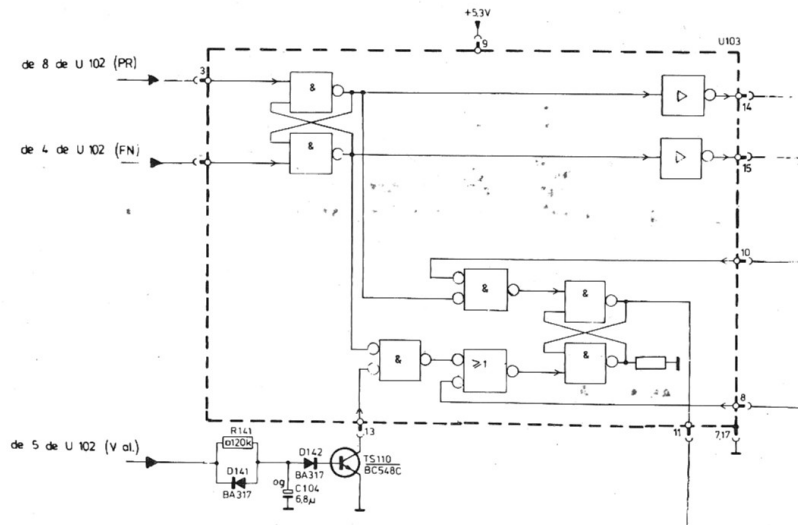 +5.3V
9
U103
de 8 de U 102 (PR)
3
&
14
de 4 de U 102 (FN)
&
15
10
&
&
&
≥1
&
8
13
11
7,17
R141
120k
de 5 de U 102 (V al.)
D141
BA317
D142
BA317
TS110
BC548C
ag
C104
6,8µ